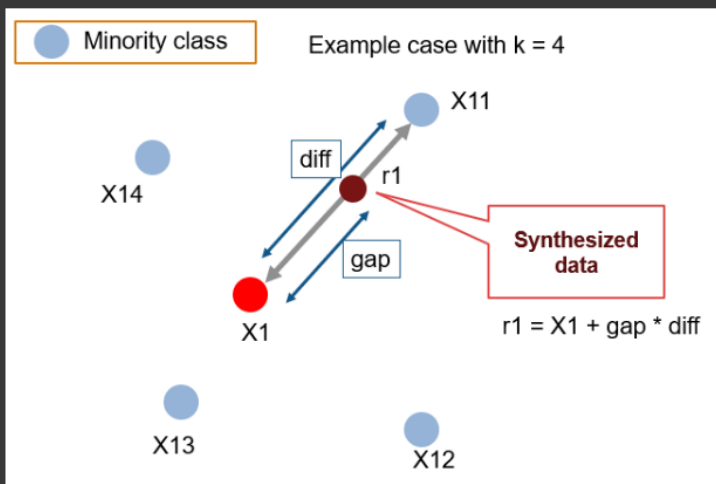 Minority class
Example case with k = 4
X11
diff
r1
X14
gap
Synthesized
data
X1
r1 = X1 + gap * diff
X13
X12